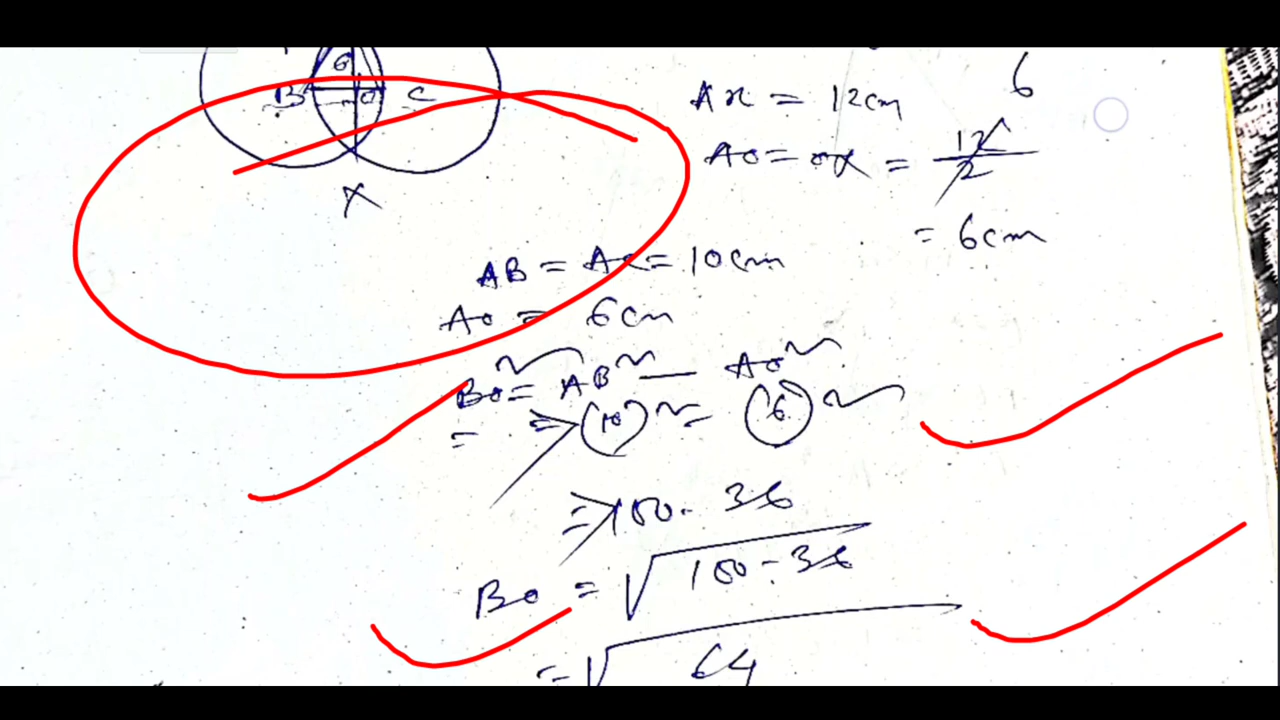 6
B O C
X
6
Ax = 12cm
AO = OX = 12/2
= 6cm
AB = AC = 10cm
AO = 6cm
BO² = AB² — AO²
= ⇒ (10)² = (6)²
⇒ 100 - 36
BO = √100 - 36
= √64